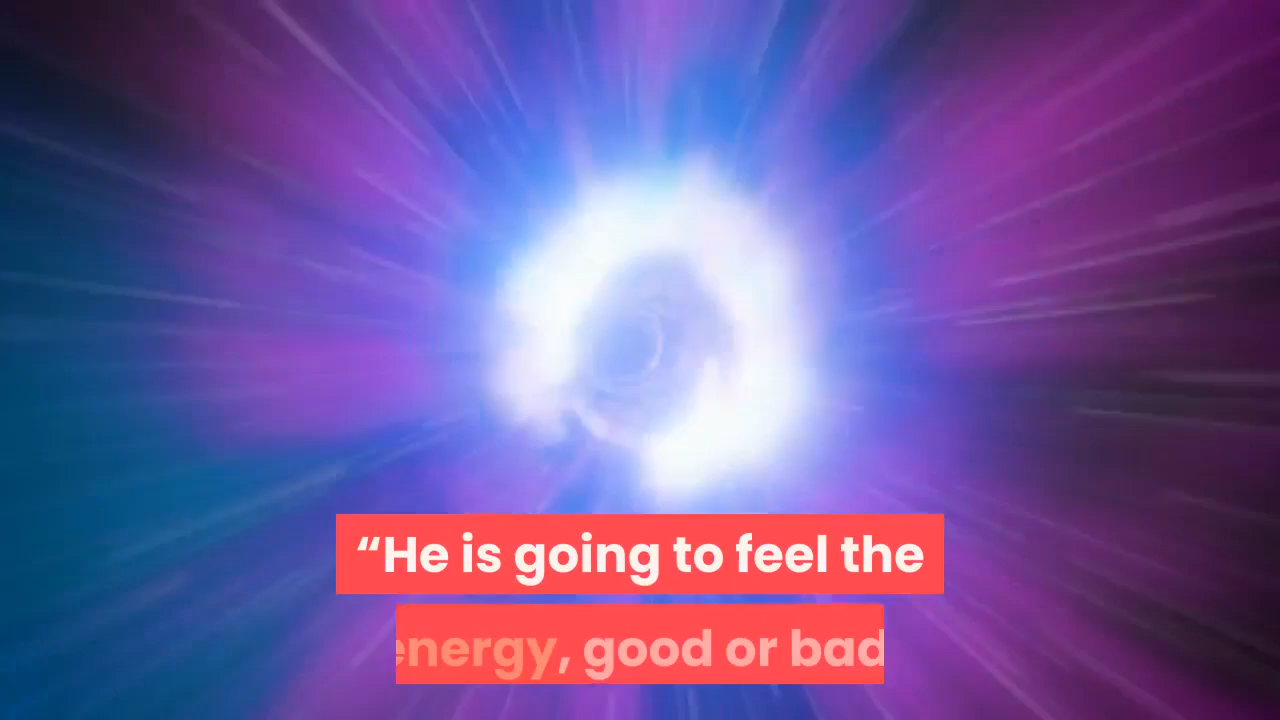 “He is going to feel the
energy, good or bad